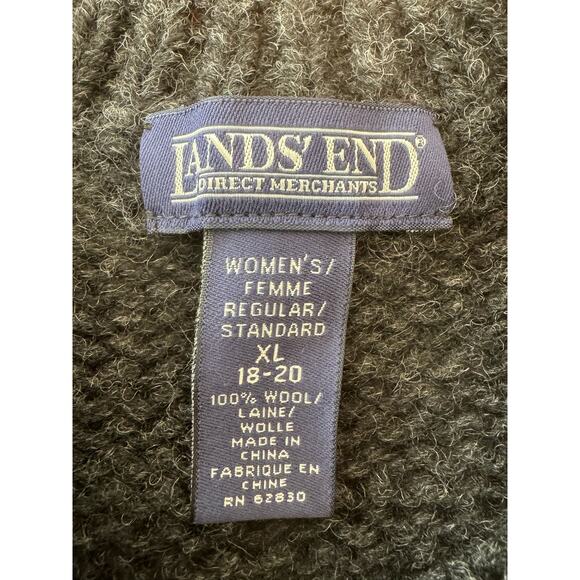 LANDS' END®
DIRECT MERCHANTS
WOMEN'S/
FEMME
REGULAR/
STANDARD
XL
18-20
100% WOOL/
LAINE/
WOLLE
MADE IN
CHINA
FABRIQUE EN
CHINE
RN 62830